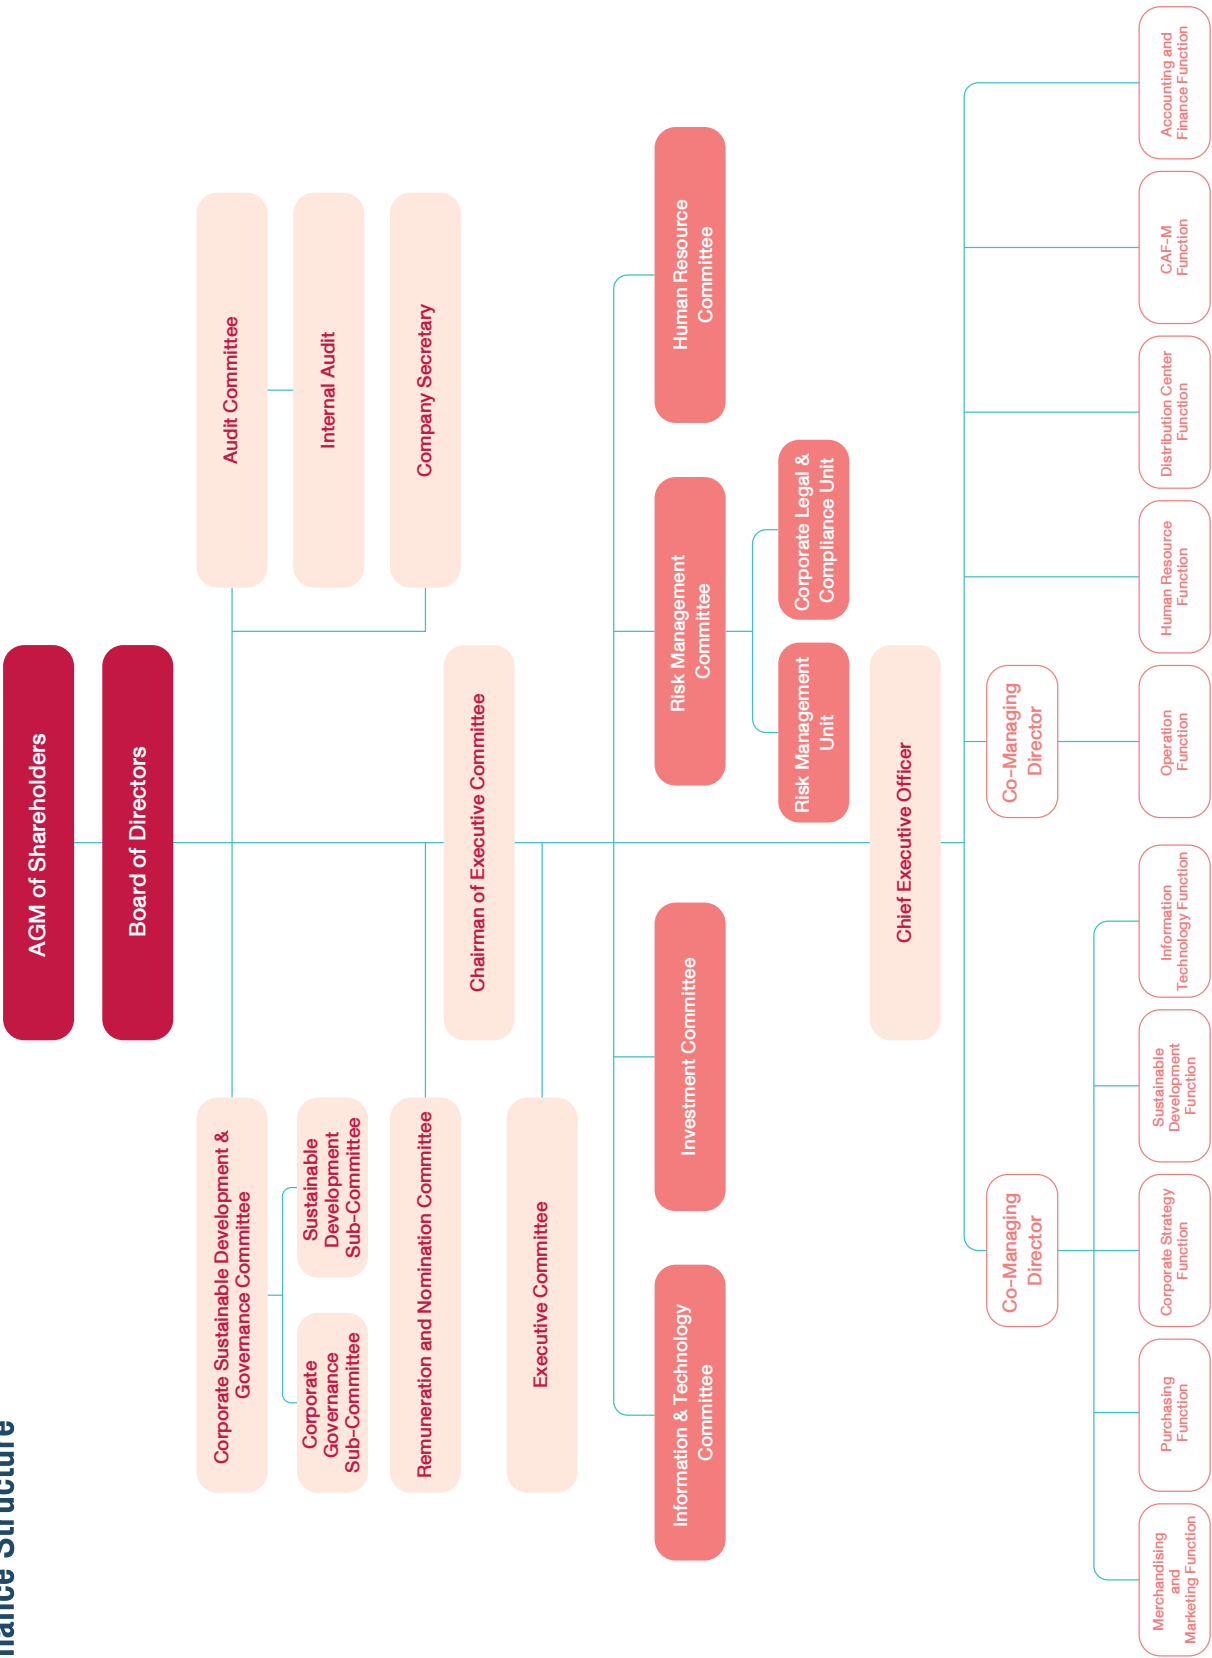 nance Structure
AGM of Shareholders
Board of Directors
Corporate Sustainable Development &
Governance Committee
Audit Committee
Corporate
Governance
Sub-Committee
Sustainable
Development
Sub-Committee
Internal Audit
Remuneration and Nomination Committee
Company Secretary
Chairman of Executive Committee
Executive Committee
Information & Technology
Committee
Investment Committee
Risk Management
Committee
Human Resource
Committee
Risk Management
Unit
Corporate Legal &
Compliance Unit
Chief Executive Officer
Co-Managing
Director
Co-Managing
Director
Merchandising
and
Marketing Function
Purchasing
Function
Corporate Strategy
Function
Sustainable
Development
Function
Information
Technology Function
Operation
Function
Human Resource
Function
Distribution Center
Function
CAF-M
Function
Accounting and
Finance Function